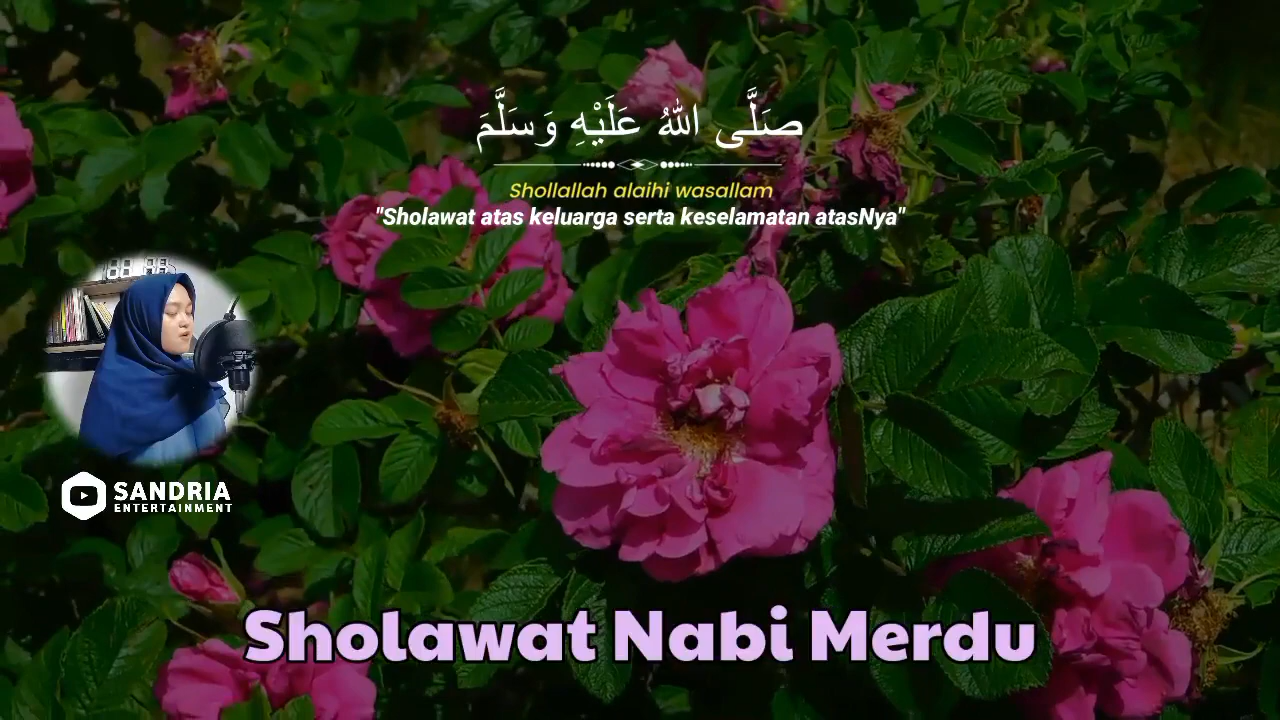 صَلَّى اللهُ عَلَيْهِ وَسَلَّمَ
Shollallah alaihi wasallam
"Sholawat atas keluarga serta keselamatan atasNya"
SANDRIA
ENTERTAINMENT
Sholawat Nabi Merdu